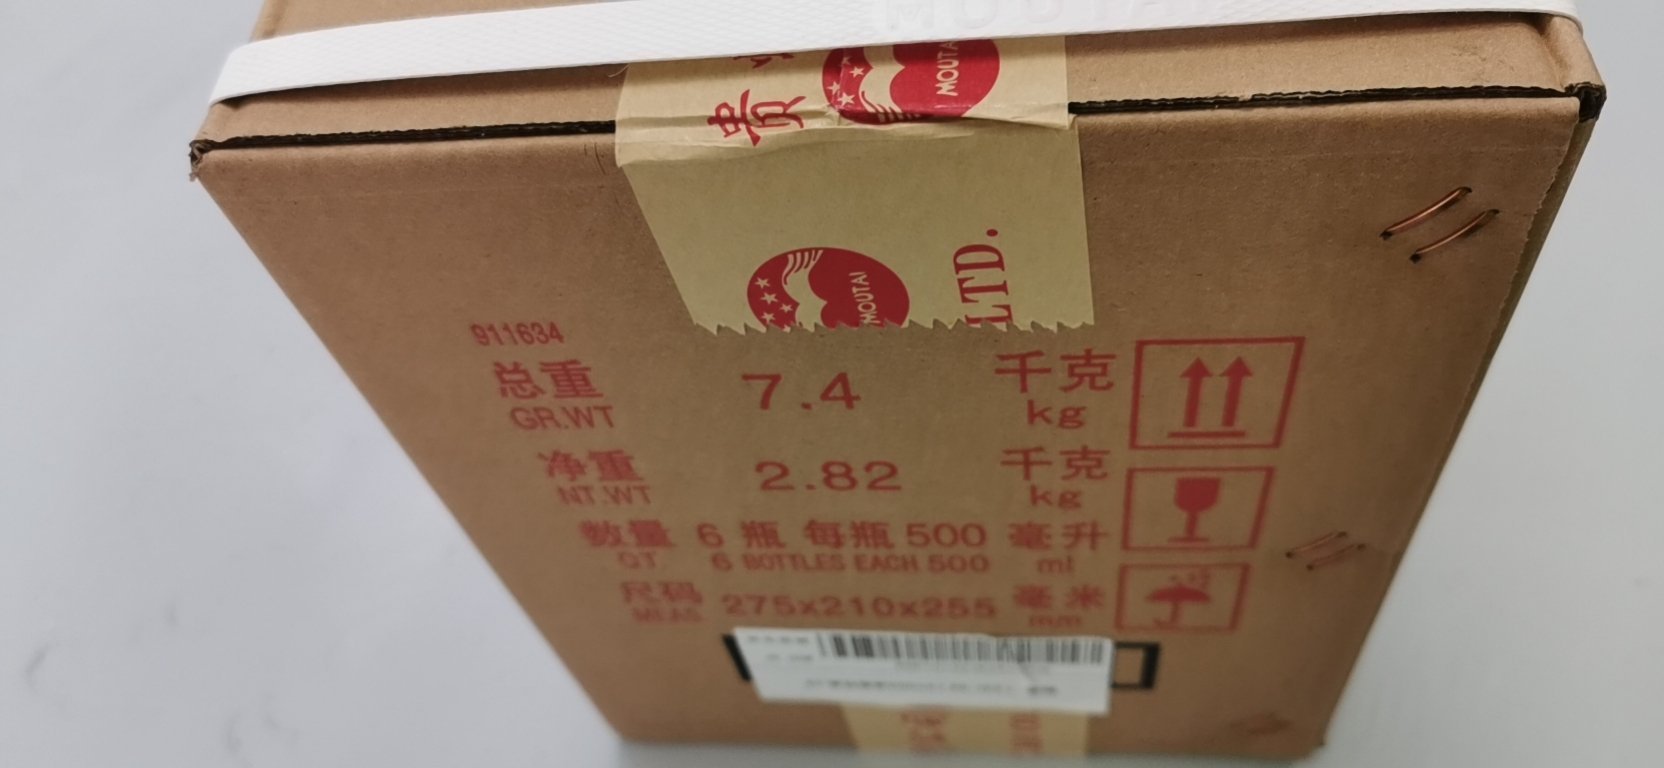 MOUTAI
贵州
MOUTAI
MOUTAI
LTD.
911634
总重 7.4 千克
GR.WT kg
净重 2.82 千克
NT.WT kg
数量 6 瓶 每瓶 500 毫升
QT 6 BOTTLES EACH 500 ml
尺码 275x210x255 毫米
MEAS mm